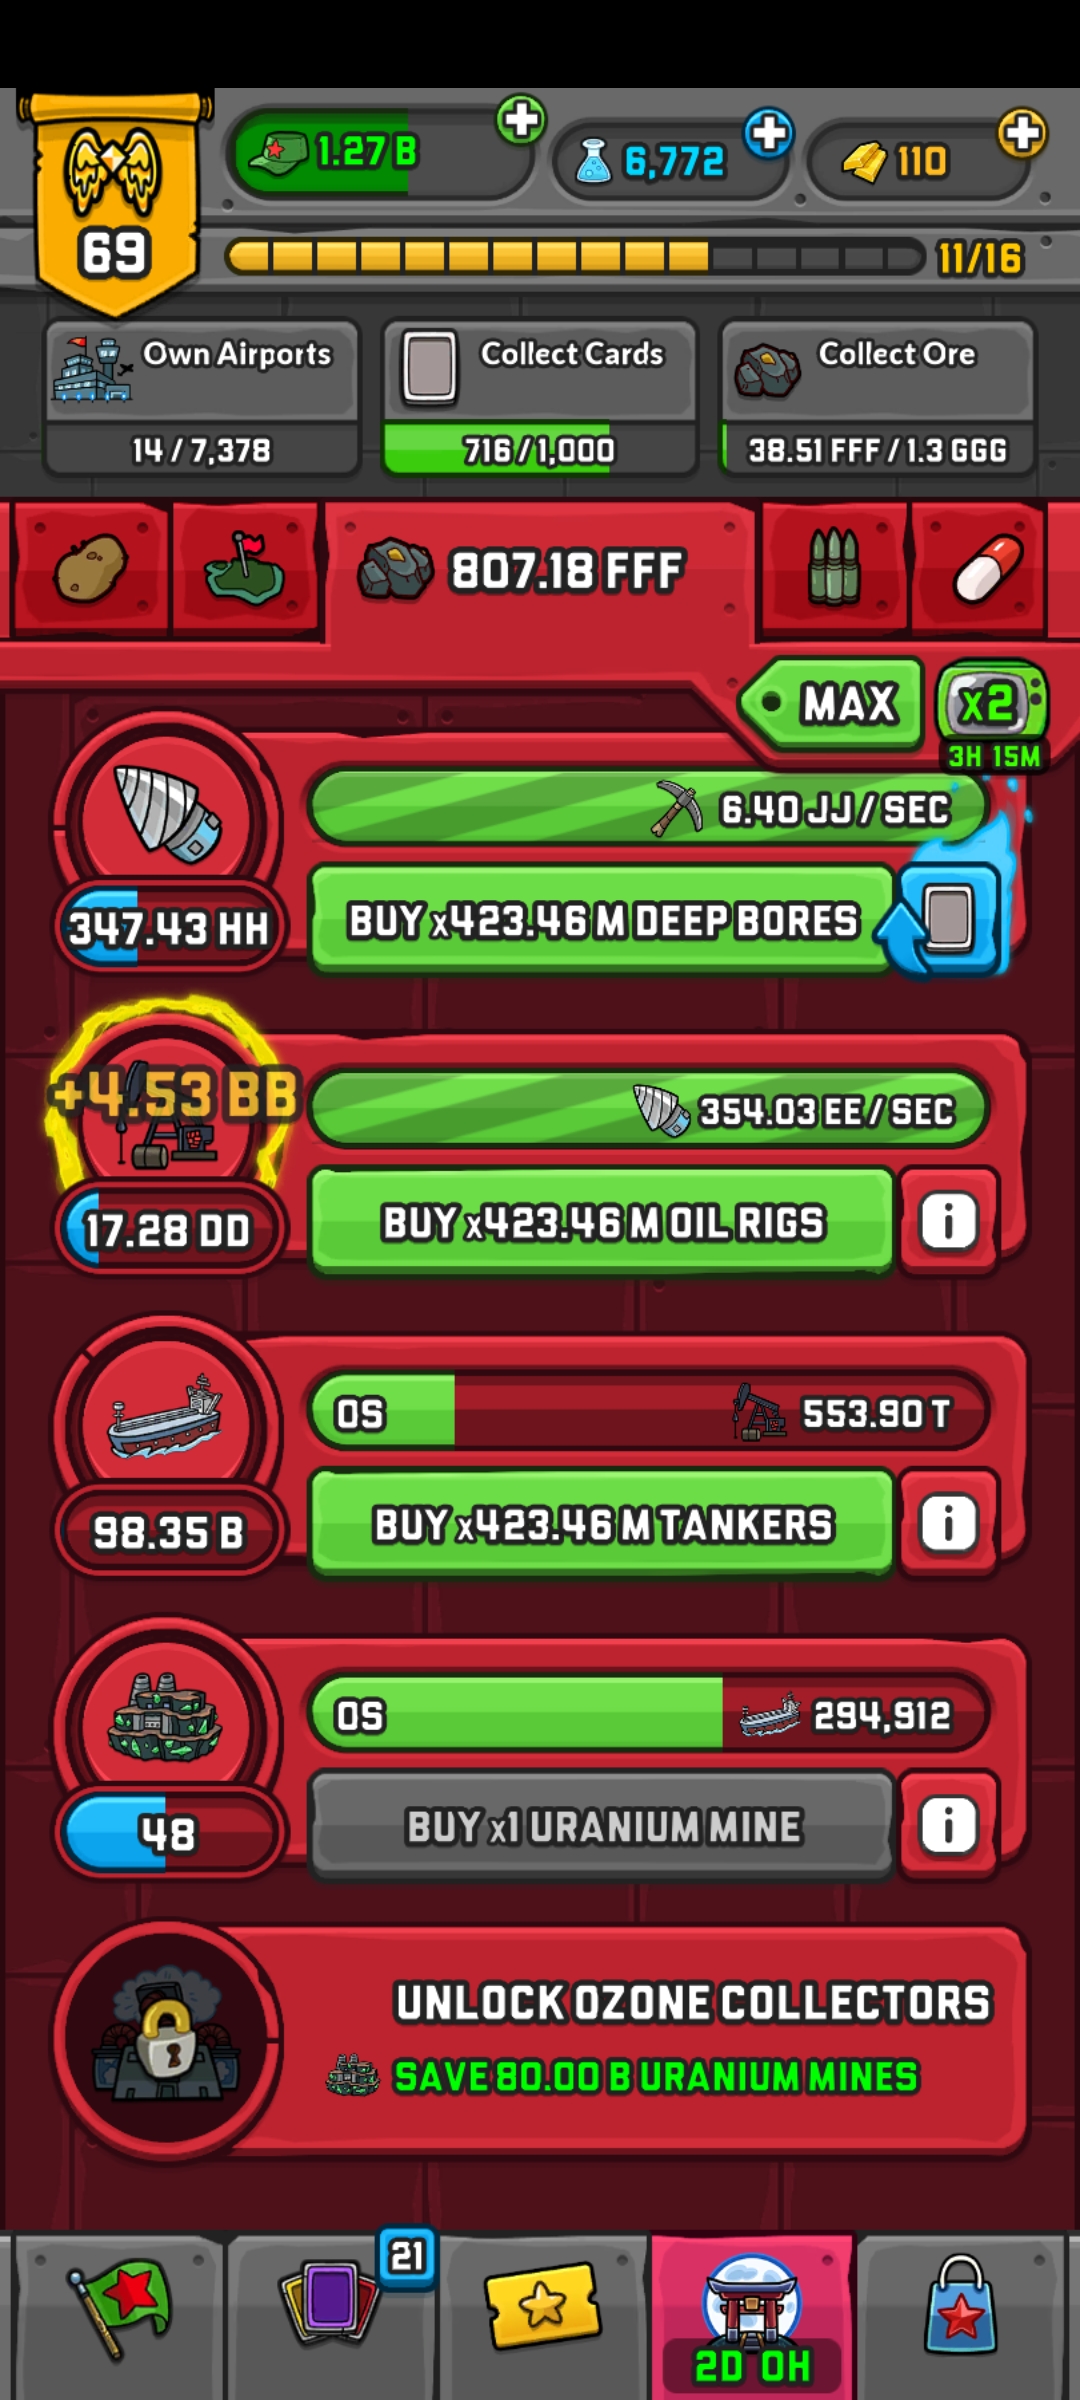 1.27 B
6,772
110
69
11/16
Own Airports
Collect Cards
Collect Ore
14 / 7,378
716 / 1,000
38.51 FFF / 1.3 GGG
807.18 FFF
MAX
x2
3H 15M
6.40 JJ / SEC
347.43 HH
BUY x423.46 M DEEP BORES
+4.53 BB
354.03 EE / SEC
17.28 DD
BUY x423.46 M OIL RIGS
i
0S
553.90 T
98.35 B
BUY x423.46 M TANKERS
i
0S
294,912
48
BUY x1 URANIUM MINE
i
UNLOCK OZONE COLLECTORS
SAVE 80.00 B URANIUM MINES
21
2D 0H